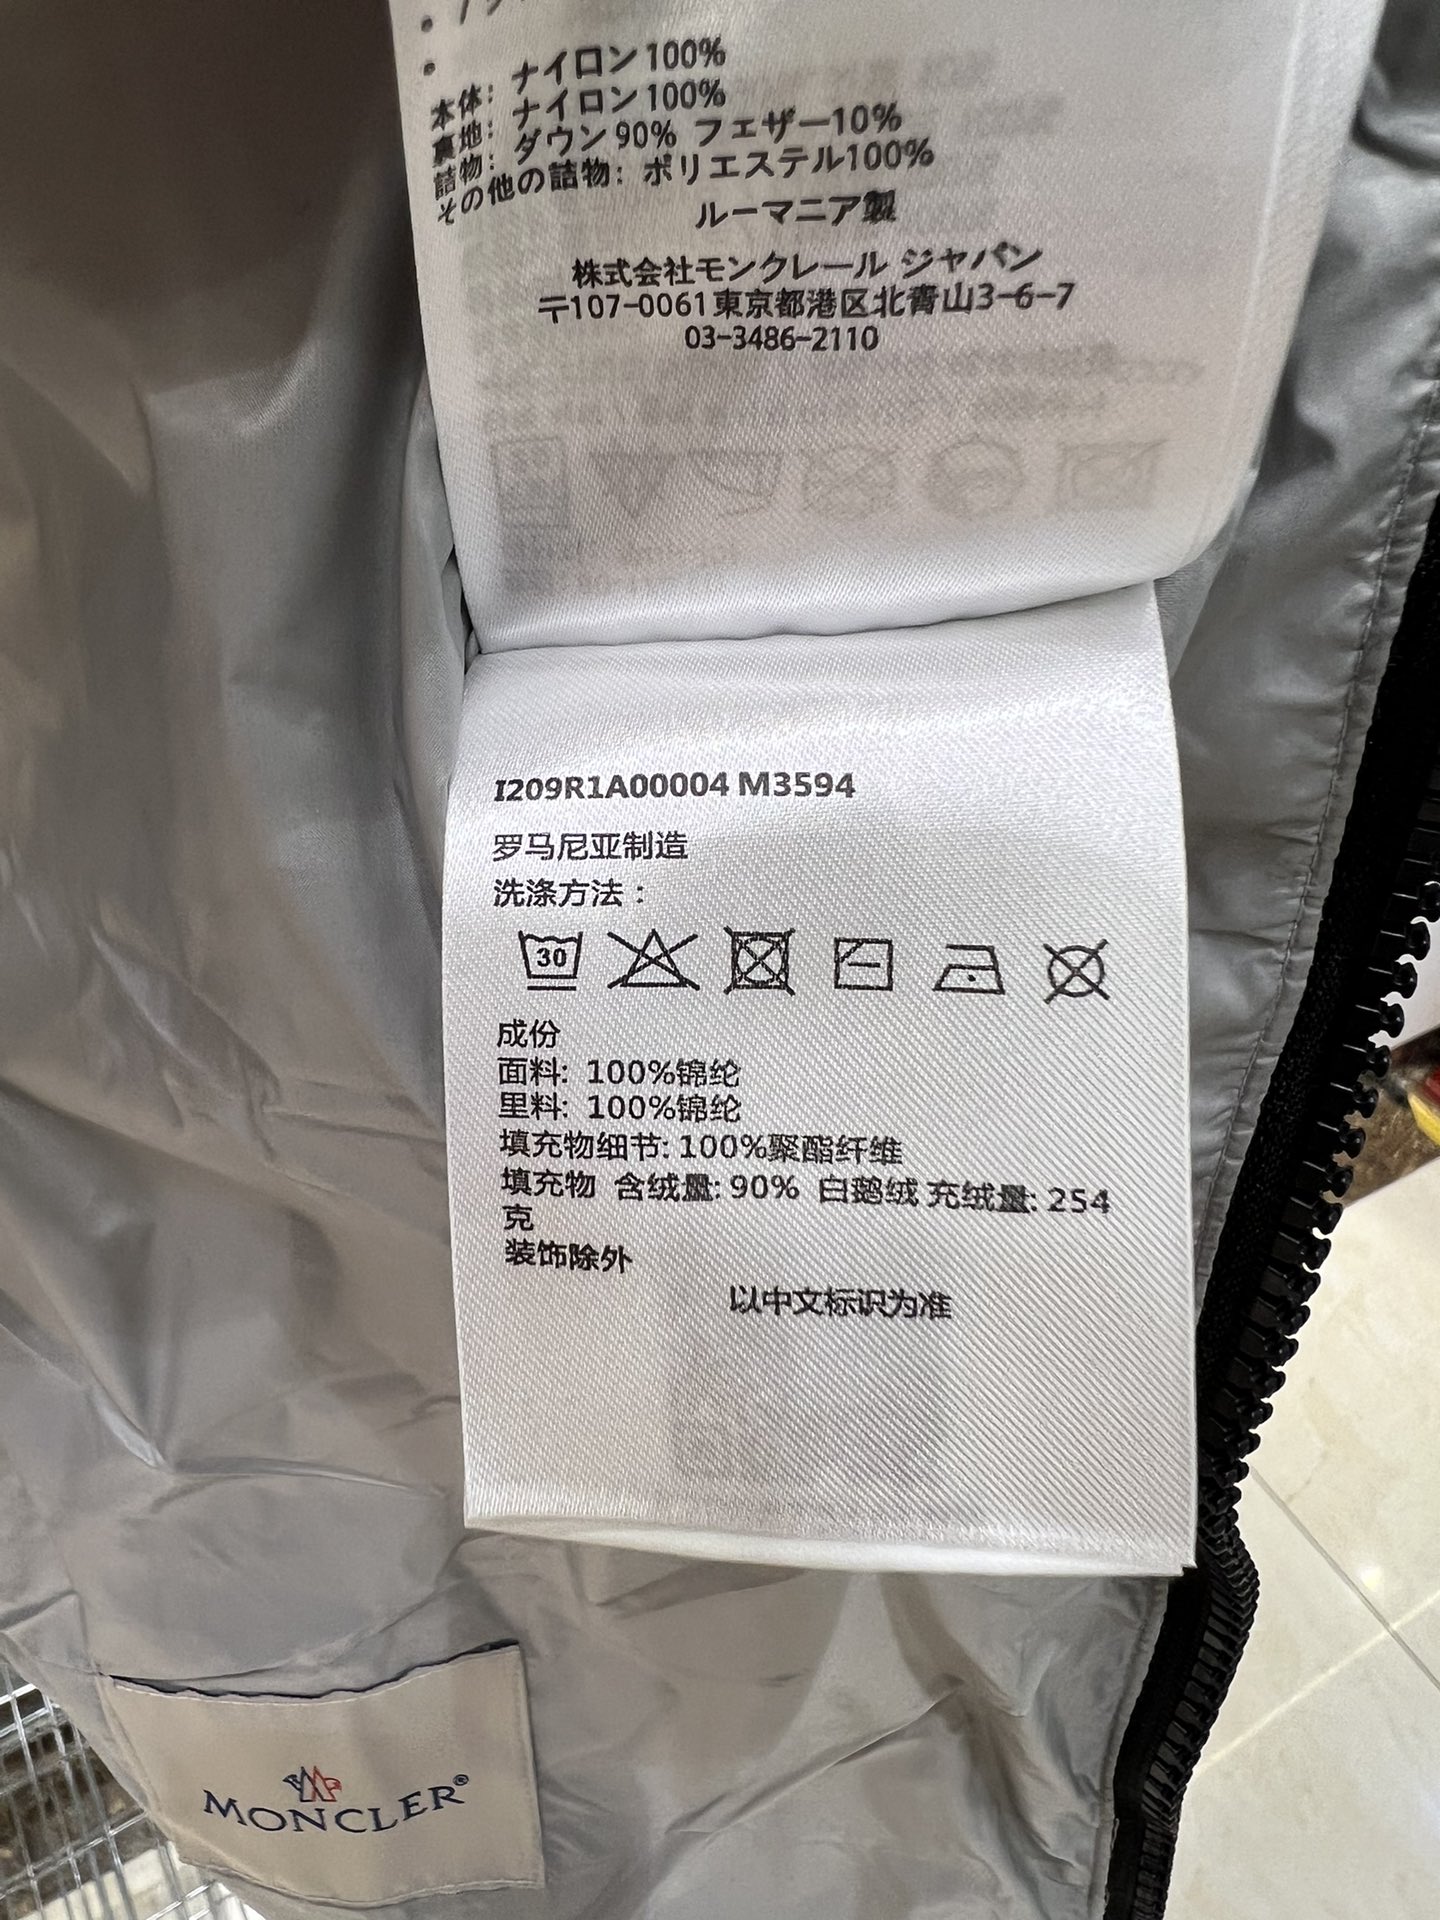 本体: ナイロン100%
裏地: ナイロン100%
詰物: ダウン90% フェザー10%
その他の詰物: ポリエステル100%
ルーマニア製
株式会社モンクレール ジャパン
〒107-0061東京都港区北青山3-6-7
03-3486-2110
I209R1A00004 M3594
罗马尼亚制造
洗涤方法：
30
成份
面料: 100%锦纶
里料: 100%锦纶
填充物细节: 100%聚酯纤维
填充物 含绒量: 90% 白鹅绒 充绒量: 254
克
装饰除外
以中文标识为准
MONCLER®